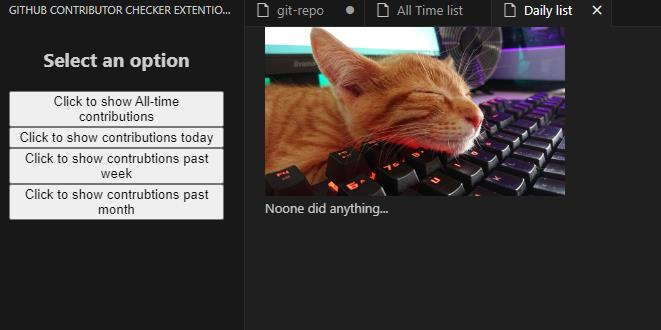 GITHUB CONTRIBUTOR CHECKER EXTENTIO...
git-repo
All Time list
Daily list
Select an option
Click to show All-time
contributions
Click to show contributions today
Click to show contrubtions past
week
Click to show contrubtions past
month
Noone did anything...